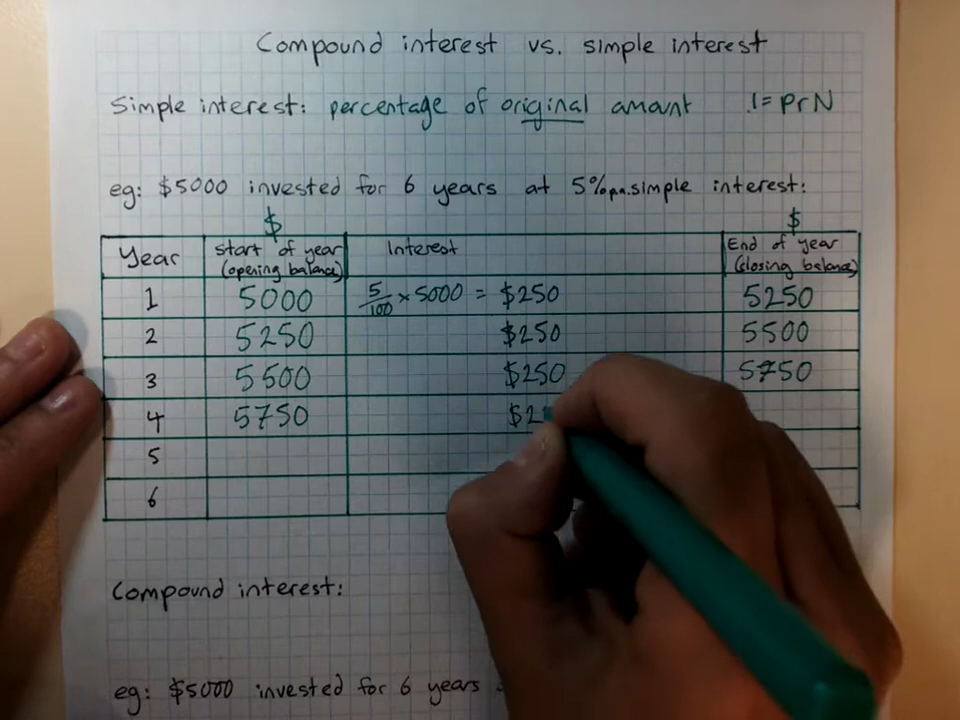 Compound interest vs. simple interest
Simple interest: percentage of original amount I = PrN
eg: $5000 invested for 6 years at 5% p.a. simple interest:
$ $
Year Start of year (opening balance) Interest End of year (closing balance)
1 5000 5/100 × 5000 = $250 5250
2 5250 $250 5500
3 5500 $250 5750
4 5750 $2
5
6
Compound interest:
eg: $5000 invested for 6 years